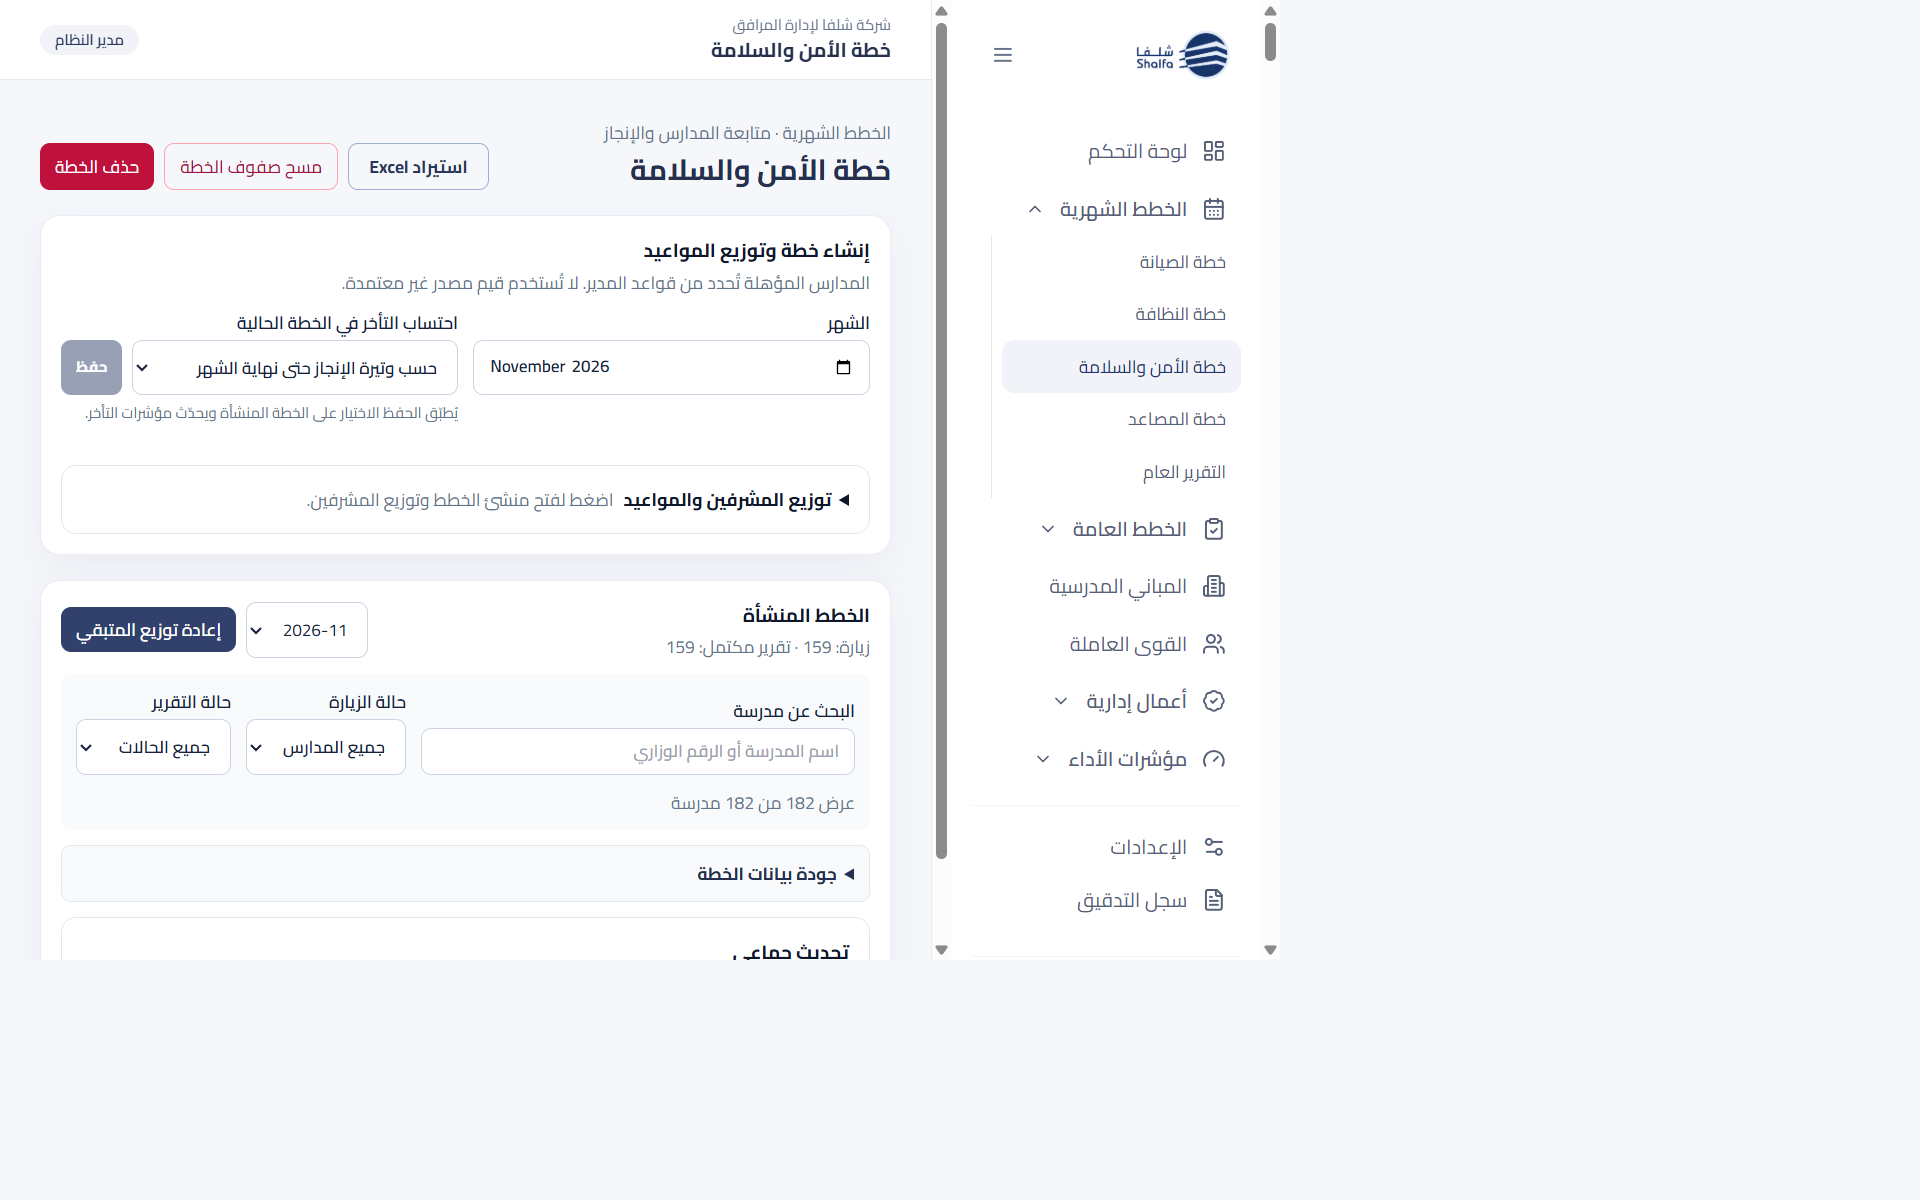 شلفا
Shalfa
لوحة التحكم
الخطط الشهرية
خطة الصيانة
خطة النظافة
خطة الأمن والسلامة
خطة المصاعد
التقرير العام
الخطط العامة
المباني المدرسية
القوى العاملة
أعمال إدارية
مؤشرات الأداء
الإعدادات
سجل التدقيق
شركة شلفا لإدارة المرافق
خطة الأمن والسلامة
مدير النظام
الخطط الشهرية · متابعة المدارس والإنجاز
خطة الأمن والسلامة
استيراد Excel
مسح صفوف الخطة
حذف الخطة
إنشاء خطة وتوزيع المواعيد
المدارس المؤهلة تُحدد من قواعد المدير. لا تُستخدم قيم مصدر غير معتمدة.
الشهر
November 2026
احتساب التأخر في الخطة الحالية
حسب وتيرة الإنجاز حتى نهاية الشهر
حفظ
يُطبّق الحفظ الاختيار على الخطة المنشأة ويحدّث مؤشرات التأخر.
توزيع المشرفين والمواعيد اضغط لفتح منشئ الخطط وتوزيع المشرفين.
الخطط المنشأة
زيارة: 159 · تقرير مكتمل: 159
2026-11
إعادة توزيع المتبقي
البحث عن مدرسة
اسم المدرسة أو الرقم الوزاري
حالة الزيارة
جميع المدارس
حالة التقرير
جميع الحالات
عرض 182 من 182 مدرسة
جودة بيانات الخطة
تحديث جماعي